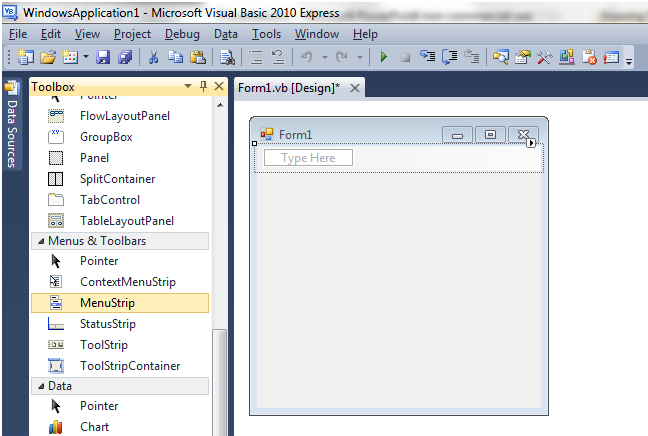 WindowsApplication1 - Microsoft Visual Basic 2010 Express
File Edit View Project Debug Data Tools Window Help
Toolbox
Form1.vb [Design]*
Data Sources
Pointer
FlowLayoutPanel
GroupBox
Panel
SplitContainer
TabControl
TableLayoutPanel
Menus & Toolbars
Pointer
ContextMenuStrip
MenuStrip
StatusStrip
ToolStrip
ToolStripContainer
Data
Pointer
Chart
Form1
Type Here